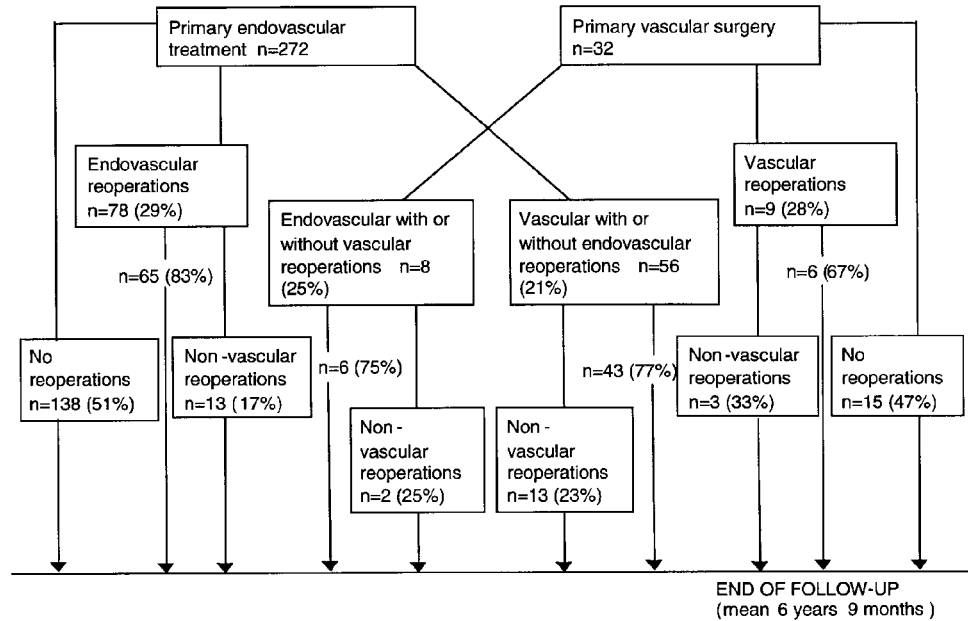 Primary endovascular
treatment n=272
Primary vascular surgery
n=32
Endovascular
reoperations
n=78 (29%)
Vascular
reoperations
n=9 (28%)
Endovascular with or
without vascular
reoperations n=8
(25%)
Vascular with or
without endovascular
reoperations n=56
(21%)
n=65 (83%)
n=6 (67%)
No
reoperations
n=138 (51%)
Non-vascular
reoperations
n=13 (17%)
n=6 (75%)
n=43 (77%)
Non-vascular
reoperations
n=3 (33%)
No
reoperations
n=15 (47%)
Non-
vascular
reoperations
n=2 (25%)
Non-
vascular
reoperations
n=13 (23%)
END OF FOLLOW-UP
(mean 6 years 9 months )